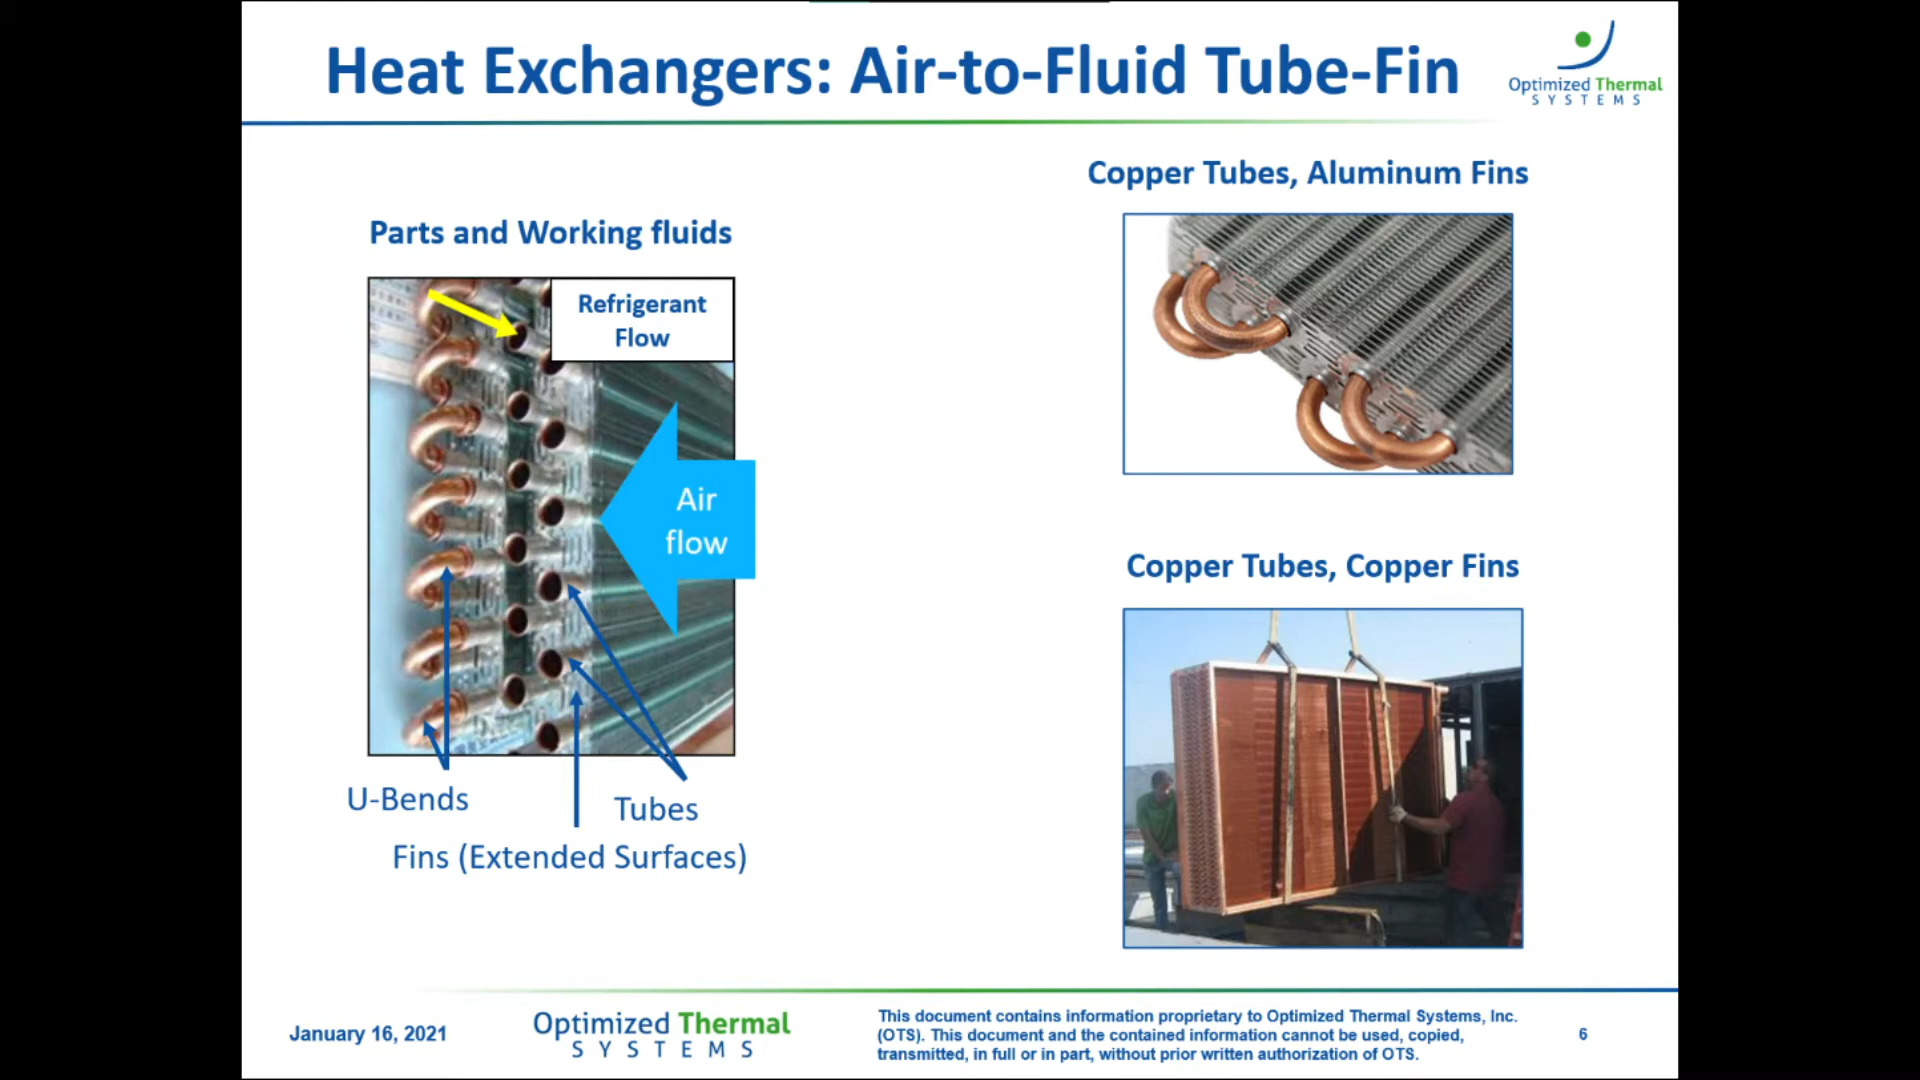 Heat Exchangers: Air-to-Fluid Tube-Fin
Optimized Thermal
SYSTEMS
Parts and Working fluids
Refrigerant
Flow
Air
flow
U-Bends
Tubes
Fins (Extended Surfaces)
Copper Tubes, Aluminum Fins
Copper Tubes, Copper Fins
January 16, 2021
Optimized Thermal
SYSTEMS
This document contains information proprietary to Optimized Thermal Systems, Inc.
(OTS). This document and the contained information cannot be used, copied,
transmitted, in full or in part, without prior written authorization of OTS.
6